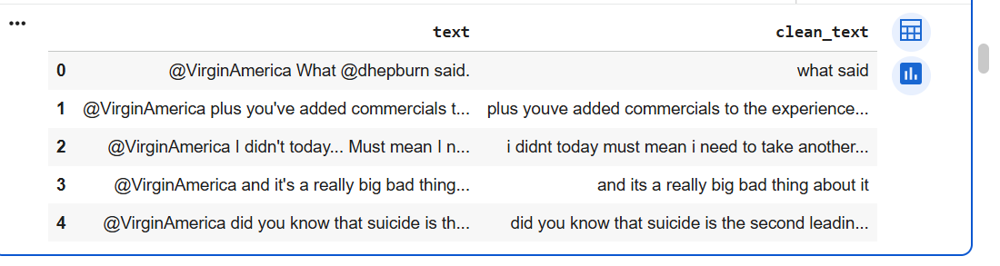 text clean_text
0 @VirginAmerica What @dhepburn said. what said
1 @VirginAmerica plus you've added commercials t... plus youve added commercials to the experience...
2 @VirginAmerica I didn't today... Must mean I n... i didnt today must mean i need to take another...
3 @VirginAmerica and it's a really big bad thing... and its a really big bad thing about it
4 @VirginAmerica did you know that suicide is th... did you know that suicide is the second leadin...